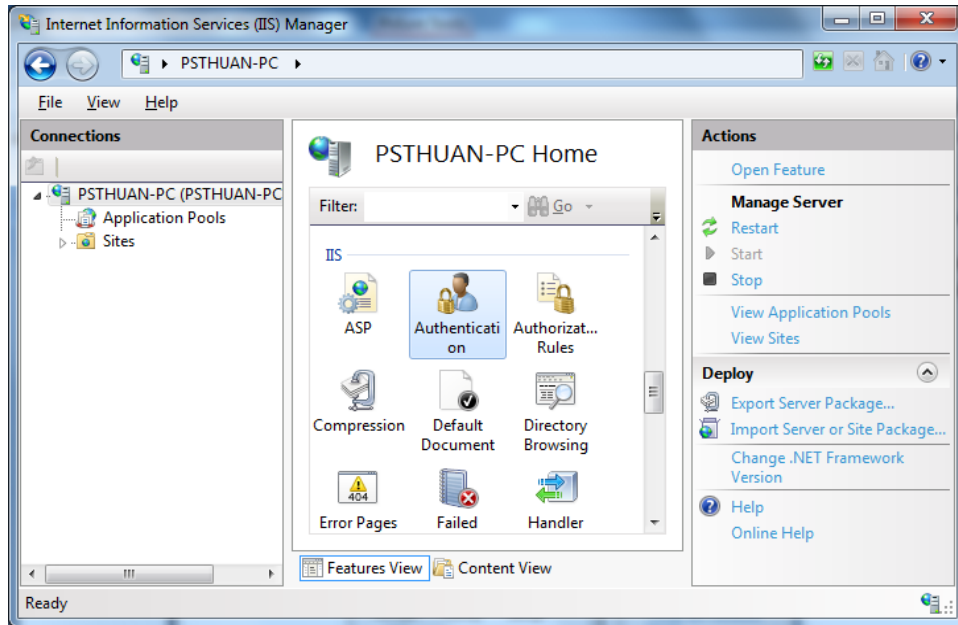 Internet Information Services (IIS) Manager
PSTHUAN-PC
File View Help
Connections
PSTHUAN-PC (PSTHUAN-PC
Application Pools
Sites
PSTHUAN-PC Home
Filter:
Go
IIS
ASP
Authenticati
on
Authorizat...
Rules
Compression
Default
Document
Directory
Browsing
404
Error Pages
Failed
Handler
Features View
Content View
Actions
Open Feature
Manage Server
Restart
Start
Stop
View Application Pools
View Sites
Deploy
Export Server Package...
Import Server or Site Package...
Change .NET Framework
Version
Help
Online Help
Ready